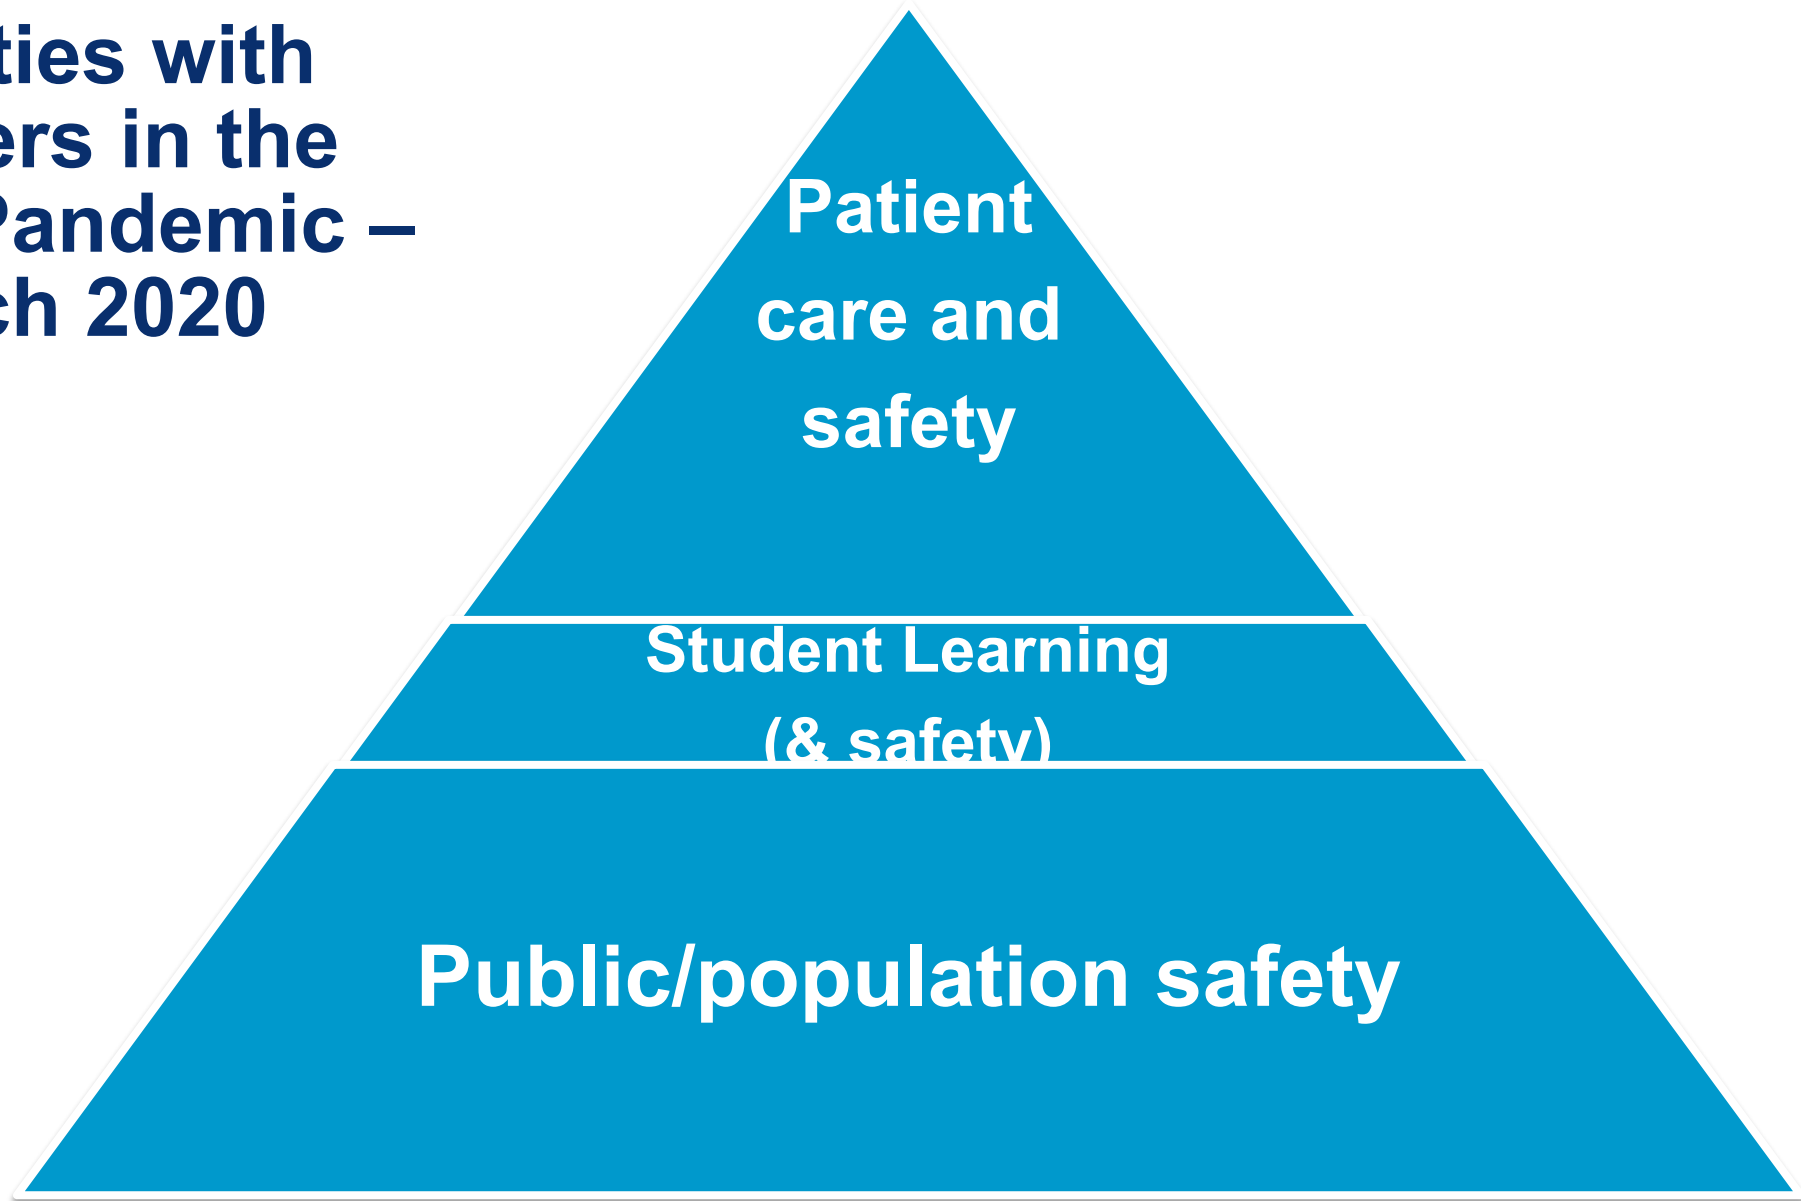 ties with
ers in the
Pandemic –
ch 2020
Patient
care and
safety
Student Learning
(& safety)
Public/population safety